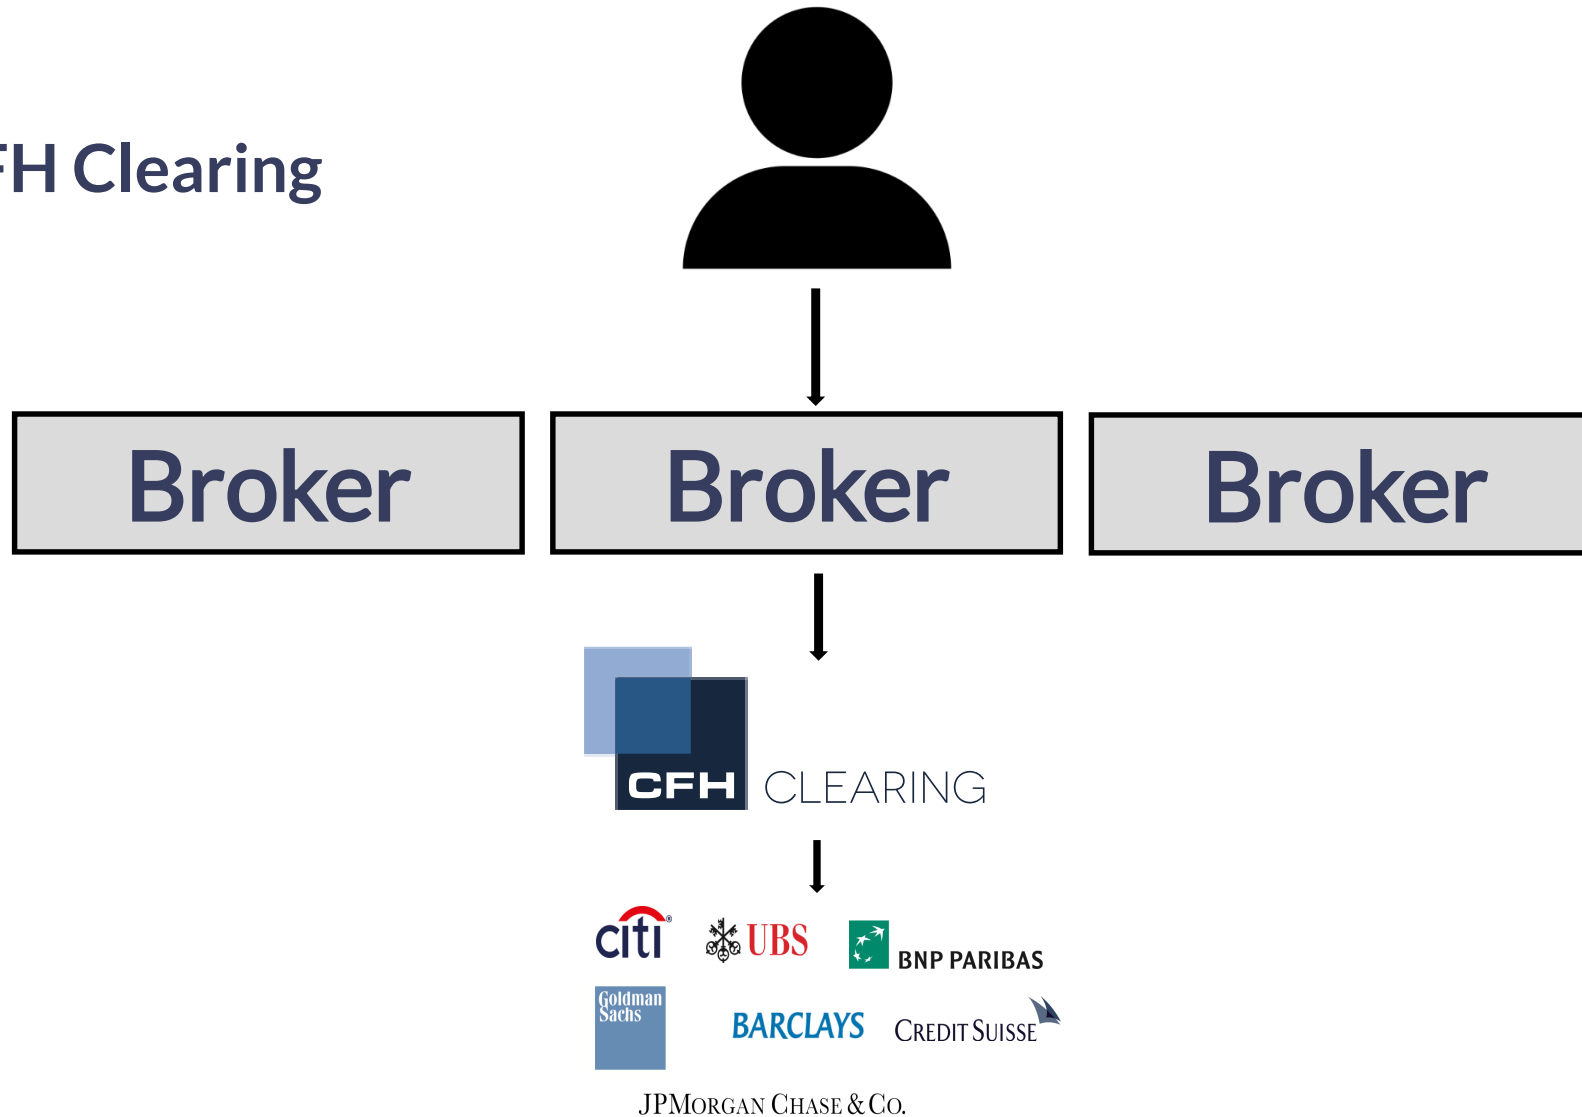 FH Clearing
Broker Broker Broker
CFH CLEARING
citi UBS BNP PARIBAS
Goldman
Sachs
BARCLAYS CREDIT SUISSE
JPMORGAN CHASE & CO.